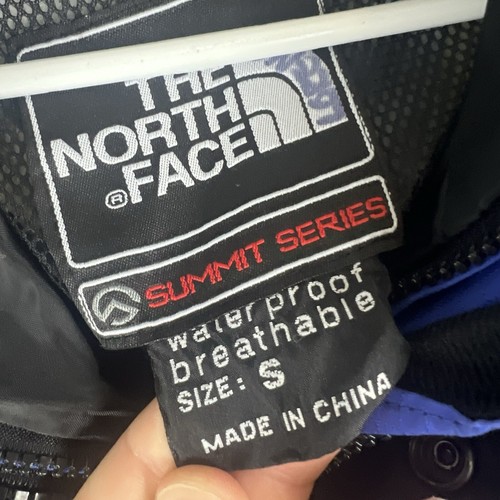 THE
NORTH
FACE
®
SUMMIT SERIES
waterproof
breathable
SIZE: S
MADE IN CHINA